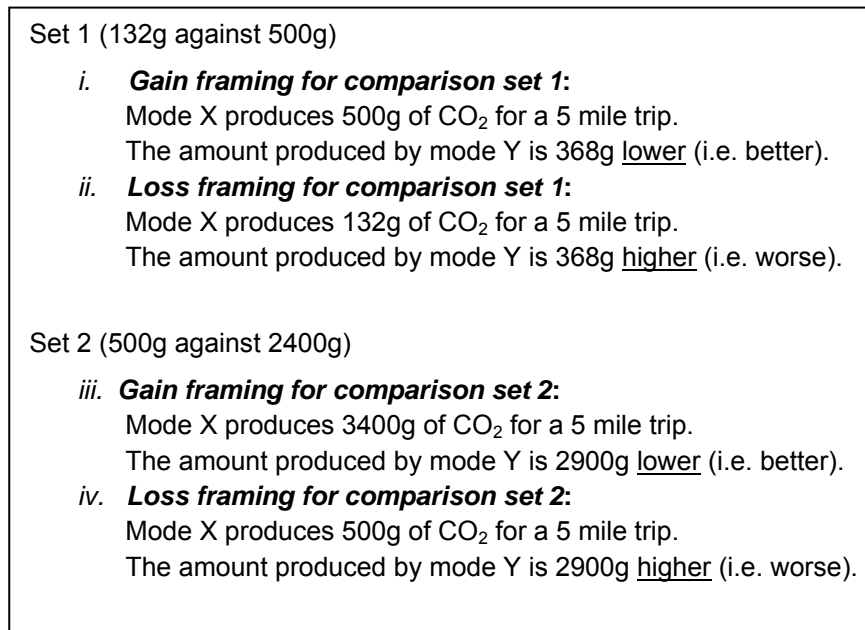 Set 1 (132g against 500g)
i. Gain framing for comparison set 1:
Mode X produces 500g of CO₂ for a 5 mile trip.
The amount produced by mode Y is 368g lower (i.e. better).
ii. Loss framing for comparison set 1:
Mode X produces 132g of CO₂ for a 5 mile trip.
The amount produced by mode Y is 368g higher (i.e. worse).
Set 2 (500g against 2400g)
iii. Gain framing for comparison set 2:
Mode X produces 3400g of CO₂ for a 5 mile trip.
The amount produced by mode Y is 2900g lower (i.e. better).
iv. Loss framing for comparison set 2:
Mode X produces 500g of CO₂ for a 5 mile trip.
The amount produced by mode Y is 2900g higher (i.e. worse).